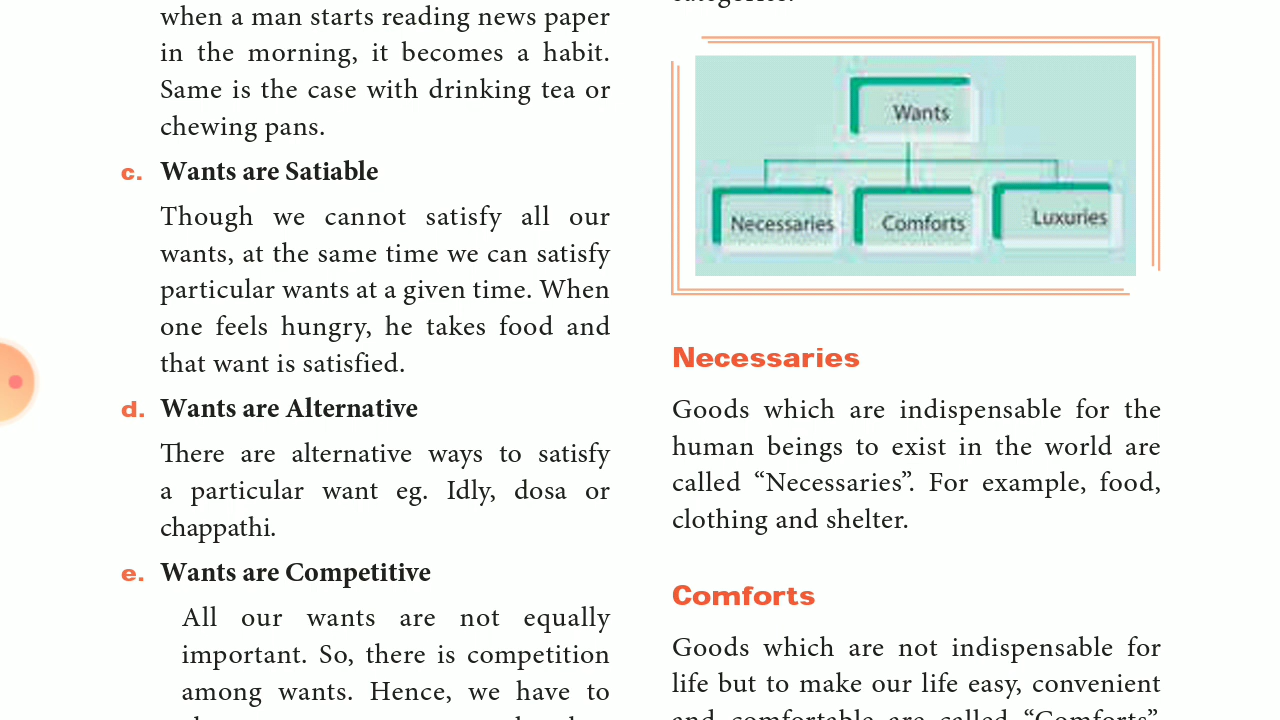 when a man starts reading news paper
in the morning, it becomes a habit.
Same is the case with drinking tea or
chewing pans.
c. Wants are Satiable
Though we cannot satisfy all our
wants, at the same time we can satisfy
particular wants at a given time. When
one feels hungry, he takes food and
that want is satisfied.
d. Wants are Alternative
There are alternative ways to satisfy
a particular want eg. Idly, dosa or
chappathi.
e. Wants are Competitive
All our wants are not equally
important. So, there is competition
among wants. Hence, we have to
categories.
Wants
Necessaries Comforts Luxuries
Necessaries
Goods which are indispensable for the
human beings to exist in the world are
called “Necessaries”. For example, food,
clothing and shelter.
Comforts
Goods which are not indispensable for
life but to make our life easy, convenient
and comfortable are called “Comforts”.